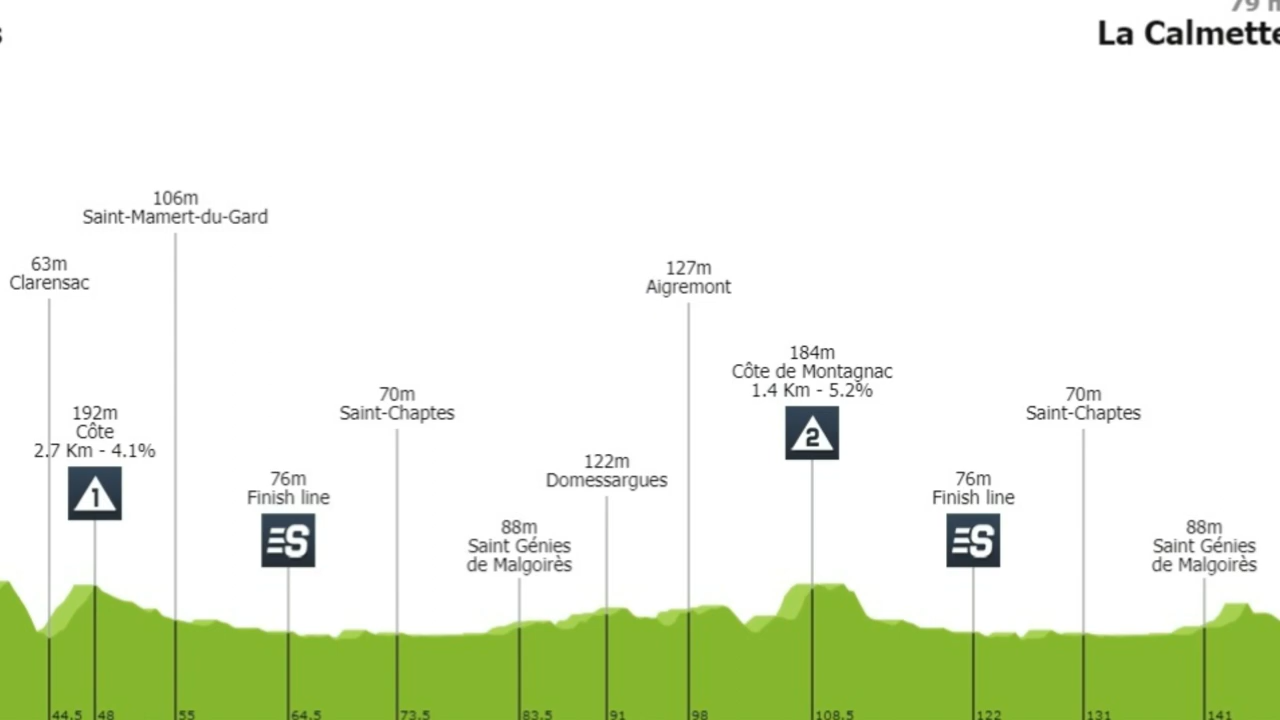 La Calmette
106m
Saint-Mamert-du-Gard
63m
Clarensac
127m
Aigremont
184m
Côte de Montagnac
1.4 Km - 5.2%
2
192m
Côte
2.7 Km - 4.1%
1
70m
Saint-Chaptes
70m
Saint-Chaptes
122m
Domessargues
76m
Finish line
S
76m
Finish line
S
88m
Saint Génies
de Malgoirès
88m
Saint Génies
de Malgoirès
44,5 48 55 64,5 73,5 83,5 91 98 108,5 122 131 141